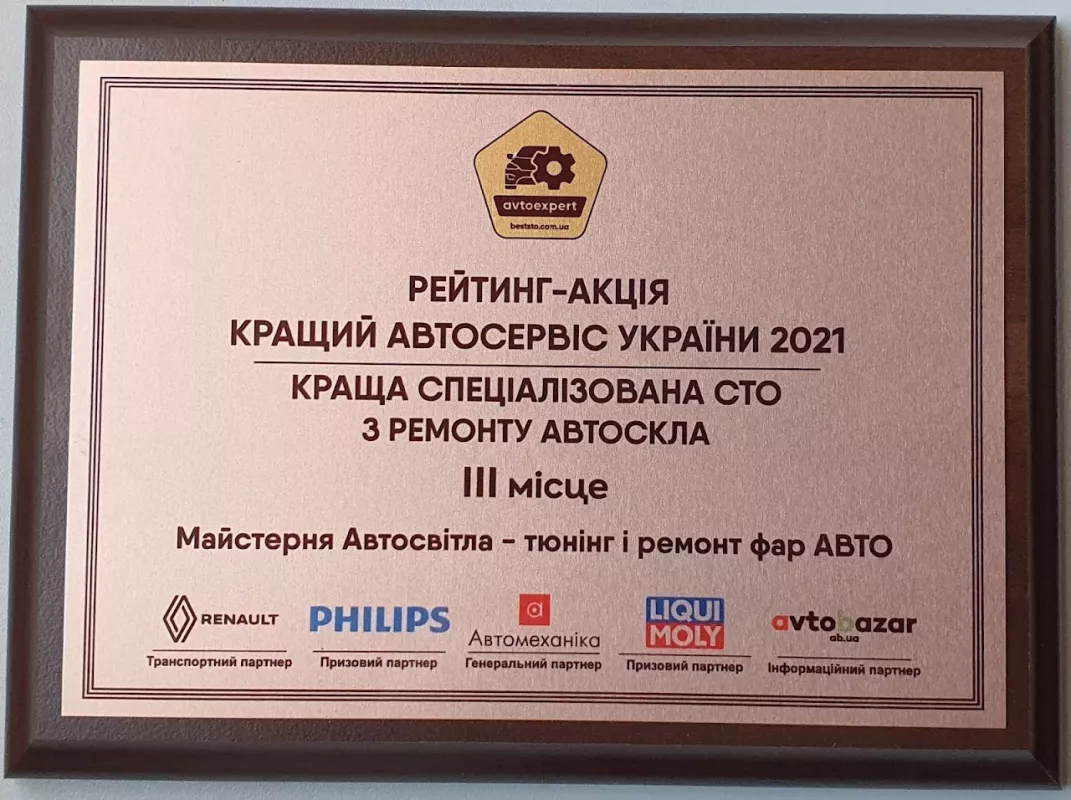 avtoexpert
beststo.com.ua
РЕЙТИНГ-АКЦІЯ
КРАЩИЙ АВТОСЕРВІС УКРАЇНИ 2021
КРАЩА СПЕЦІАЛІЗОВАНА СТО
З РЕМОНТУ АВТОСКЛА
III місце
Майстерня Автосвітла - тюнінг і ремонт фар АВТО
RENAULT
Транспортний партнер
PHILIPS
Призовий партнер
a
Автомеханіка
Генеральний партнер
LIQUI
MOLY
Призовий партнер
avtobazar
ab.ua
Інформаційний партнер